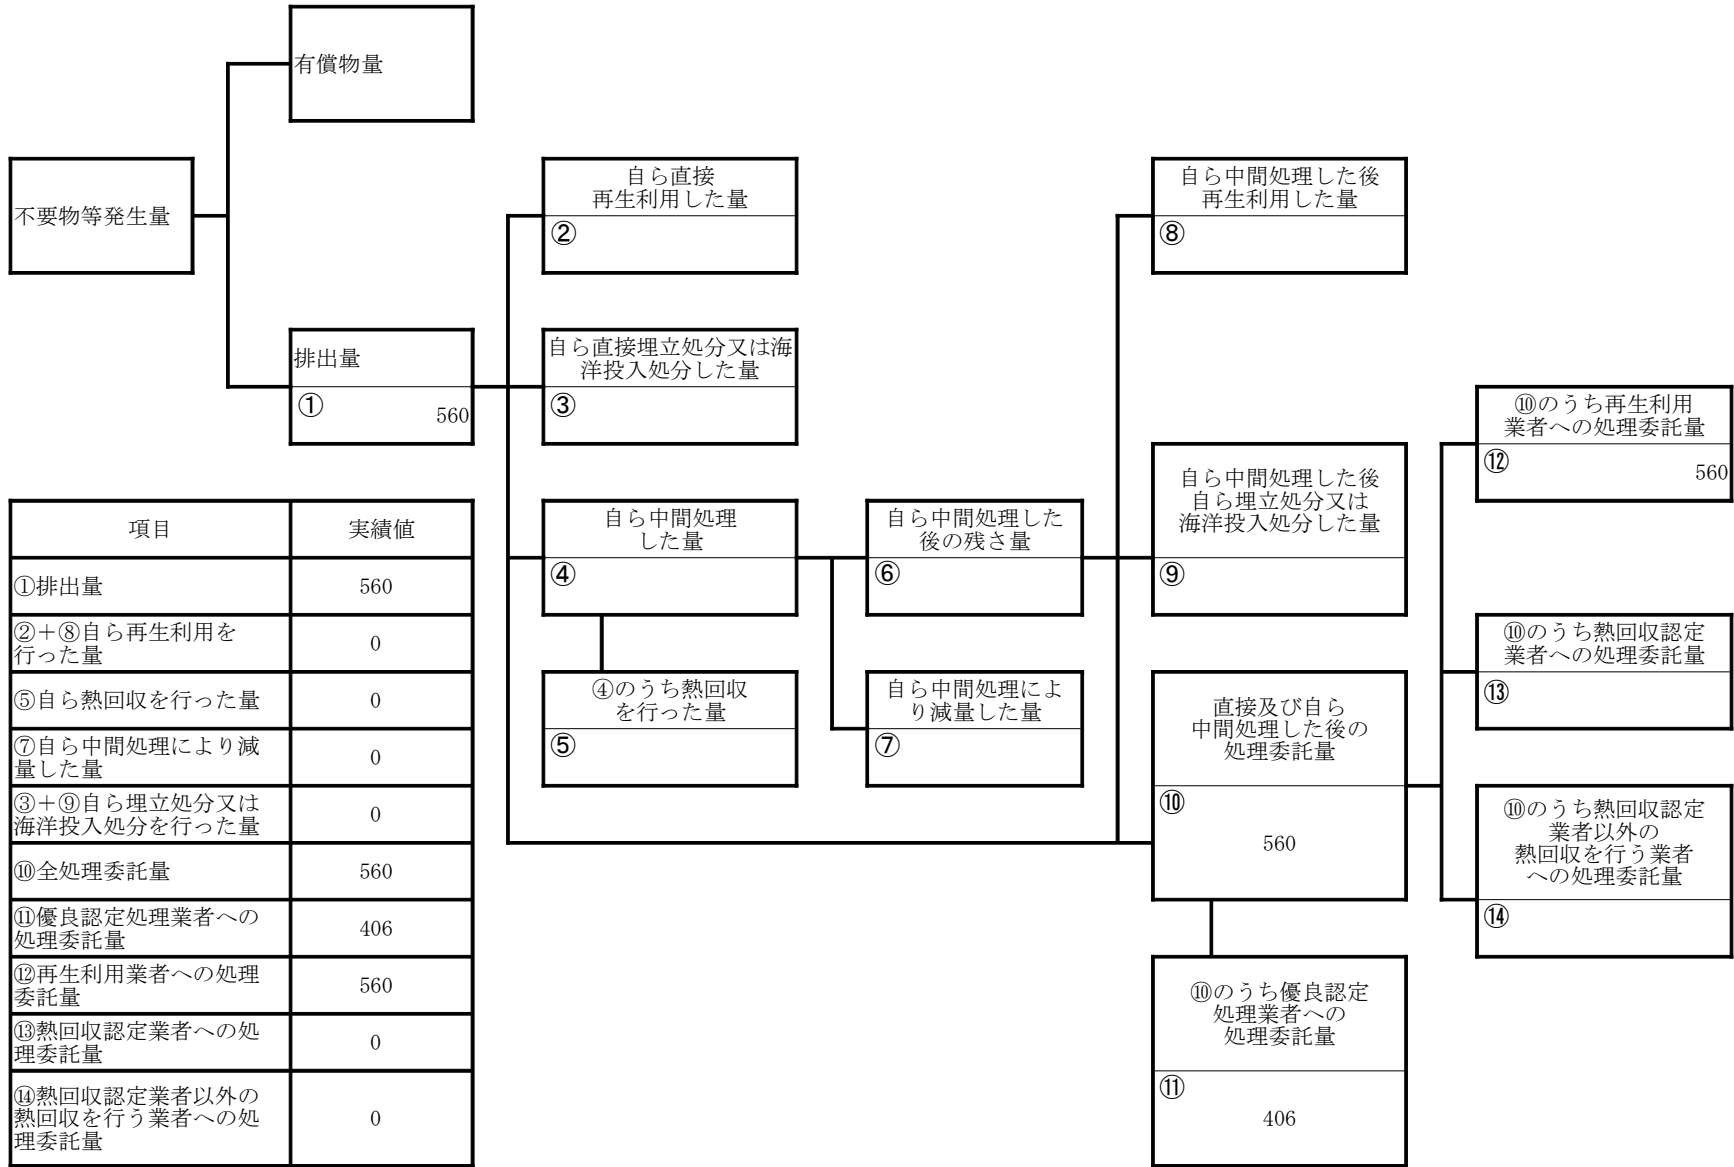 有償物量
不要物等発生量
自ら直接
再生利用した量
②
自ら中間処理した後
再生利用した量
⑧
排出量
①
560
自ら直接埋立処分又は海
洋投入処分した量
③
⑩のうち再生利用
業者への処理委託量
⑫
560
自ら中間処理した後
自ら埋立処分又は
海洋投入処分した量
⑨
自ら中間処理
した量
④
自ら中間処理した
後の残さ量
⑥
⑩のうち熱回収認定
業者への処理委託量
⑬
④のうち熱回収
を行った量
⑤
自ら中間処理によ
り減量した量
⑦
直接及び自ら
中間処理した後の
処理委託量
⑩
560
⑩のうち熱回収認定
業者以外の
熱回収を行う業者
への処理委託量
⑭
⑩のうち優良認定
処理業者への
処理委託量
⑪
406
項目 実績値
①排出量 560
②+⑧自ら再生利用を
行った量 0
⑤自ら熱回収を行った量 0
⑦自ら中間処理により減
量した量 0
③+⑨自ら埋立処分又は
海洋投入処分を行った量 0
⑩全処理委託量 560
⑪優良認定処理業者への
処理委託量 406
⑫再生利用業者への処理
委託量 560
⑬熱回収認定業者への処
理委託量 0
⑭熱回収認定業者以外の
熱回収を行う業者への処
理委託量 0